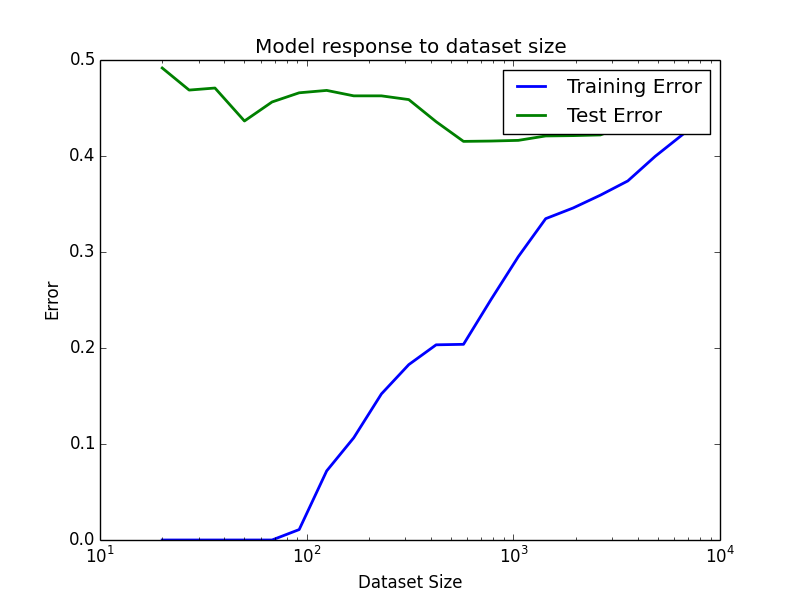 Model response to dataset size
Training Error
Test Error
0.5
0.4
0.3
0.2
0.1
0.0
Error
10¹ 10² 10³ 10⁴
Dataset Size